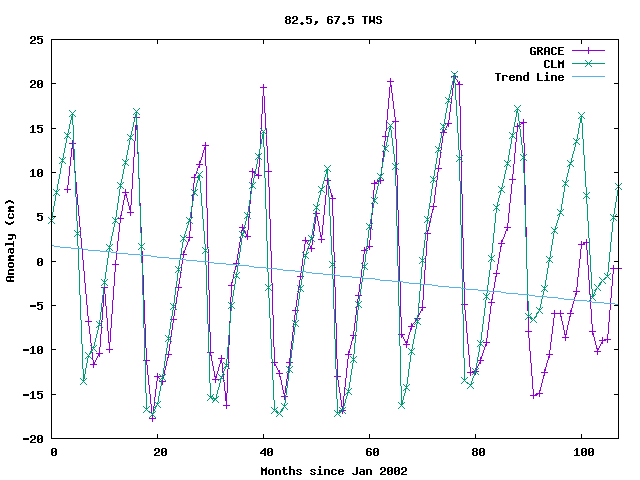 82.5, 67.5 TWS
GRACE
CLM
Trend Line
25
20
15
10
5
0
-5
-10
-15
-20
Anomaly (cm)
0 20 40 60 80 100
Months since Jan 2002